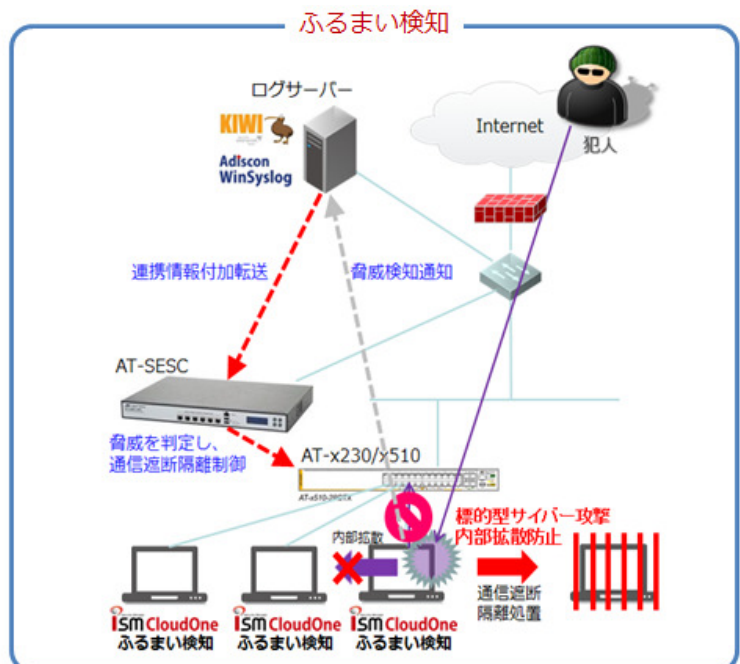 ふるまい検知
ログサーバー
KIWI
Adiscon
WinSyslog
Internet
犯人
連携情報付加転送
脅威検知通知
AT-SESC
脅威を判定し、
通信遮断隔離制御
AT-x230/x510
標的型サイバー攻撃
内部拡散防止
内部拡散
通信遮断
隔離処置
ISM CloudOne
ふるまい検知
ISM CloudOne
ふるまい検知
ISM CloudOne
ふるまい検知